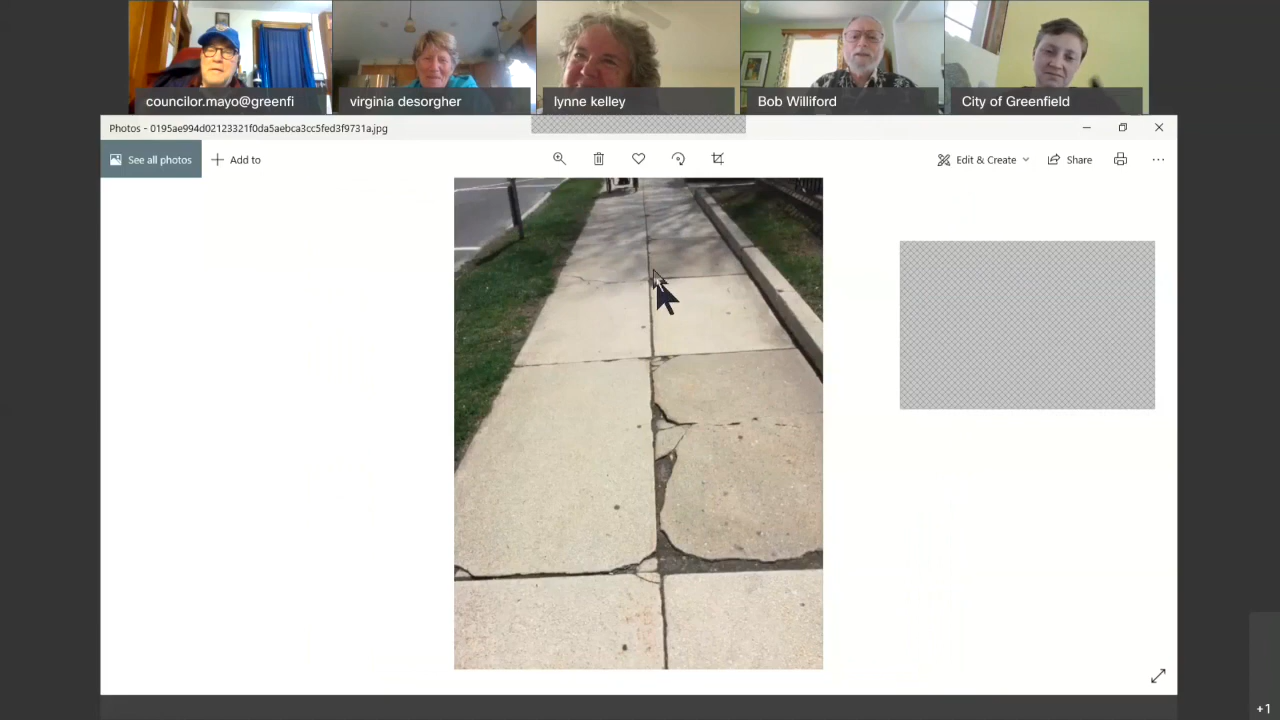 councilor.mayo@greenfi
virginia desorgher
lynne kelley
Bob Williford
City of Greenfield
Photos - 0195ae994d02123321f0da5aebca3cc5fed3f9731a.jpg
See all photos
Add to
Edit & Create
Share
+1